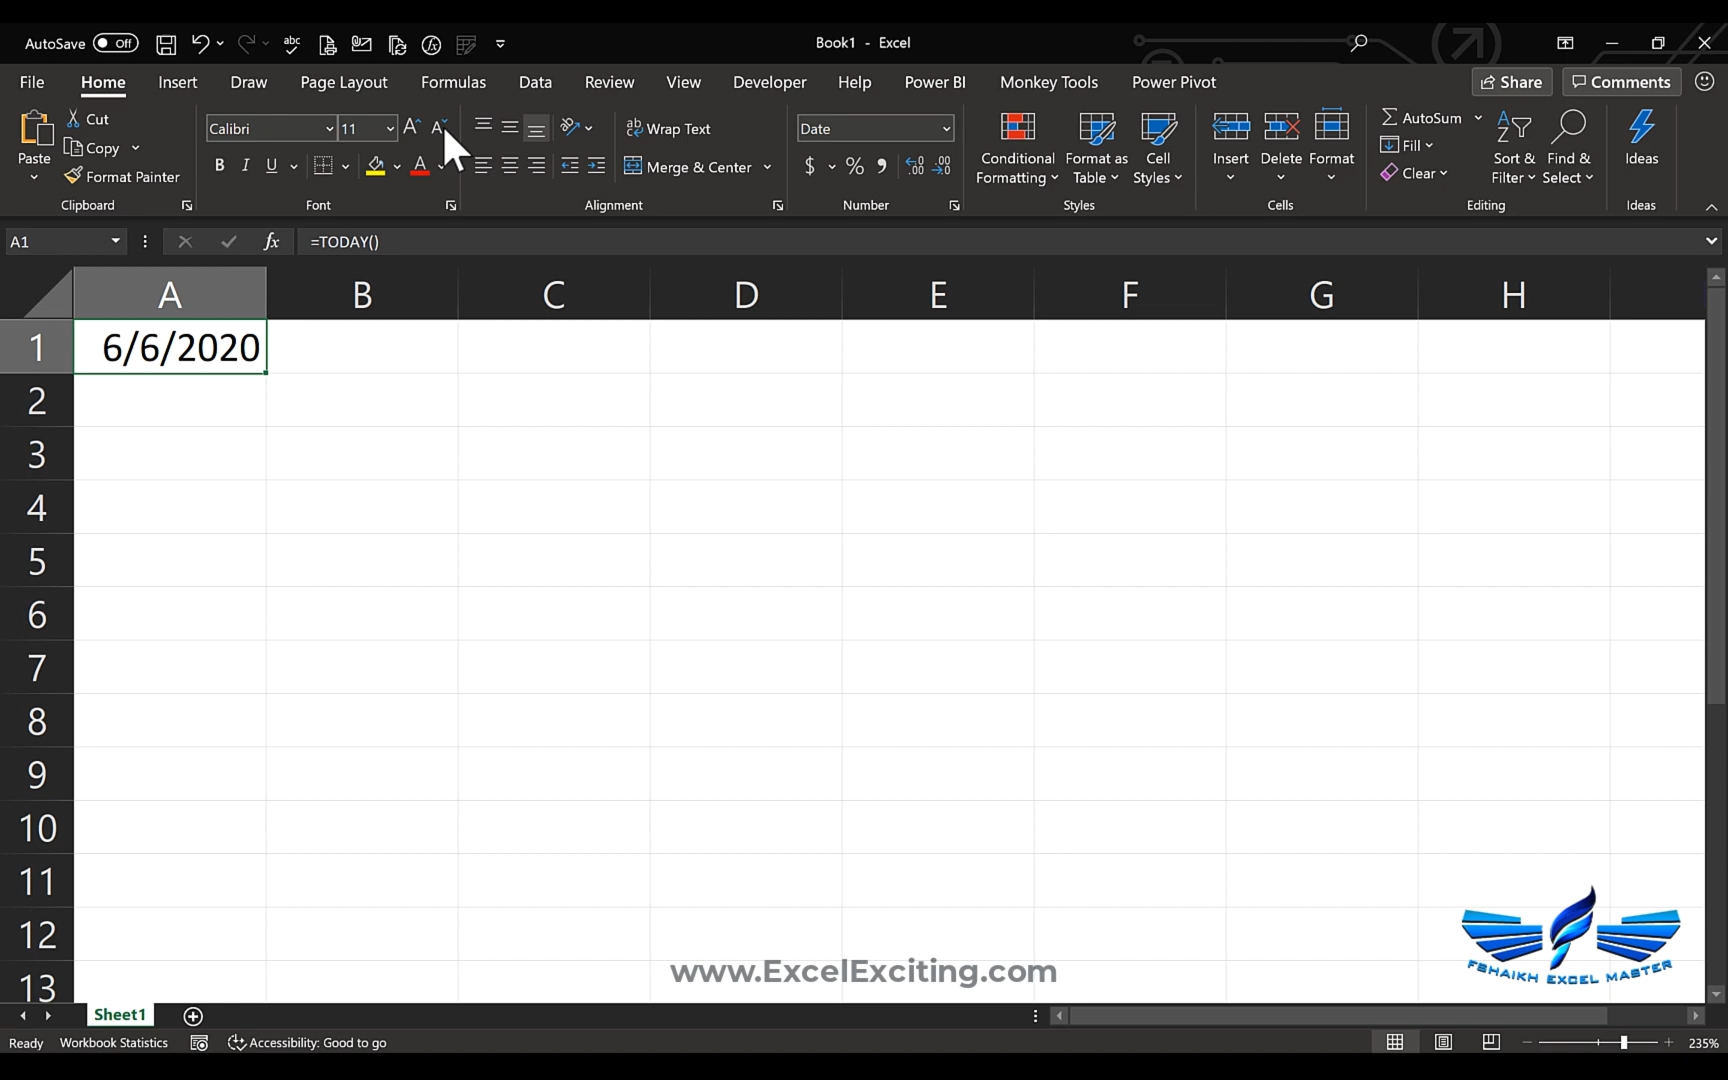 AutoSave Off abc Book1 - Excel
File Home Insert Draw Page Layout Formulas Data Review View Developer Help Power BI Monkey Tools Power Pivot Share Comments
Paste
Cut
Copy
Format Painter
Clipboard
Calibri 11
B I U
Font
Wrap Text
Merge & Center
Alignment
Date
$ % 9
Number
Conditional
Formatting
Format as
Table
Cell
Styles
Styles
Insert
Delete
Format
Cells
AutoSum
Fill
Clear
Sort &
Filter
Find &
Select
Editing
Ideas
Ideas
A1 fx =TODAY()
A B C D E F G H
1 6/6/2020
2
3
4
5
6
7
8
9
10
11
12
13
FSHAIKH EXCEL MASTER
www.ExcelExciting.com
Sheet1
Ready Workbook Statistics Accessibility: Good to go 235%